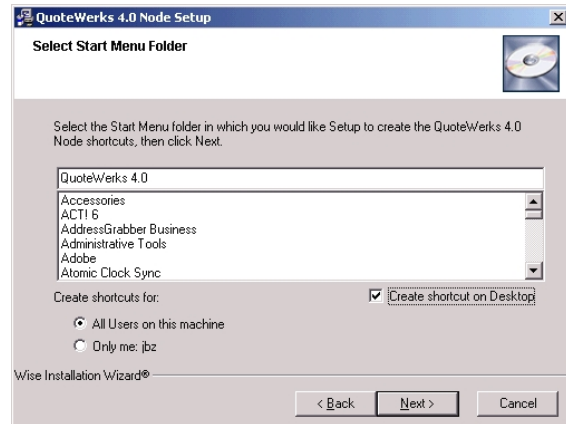 QuoteWerks 4.0 Node Setup
Select Start Menu Folder
Select the Start Menu folder in which you would like Setup to create the QuoteWerks 4.0
Node shortcuts, then click Next.
QuoteWerks 4.0
Accessories
ACT! 6
AddressGrabber Business
Administrative Tools
Adobe
Atomic Clock Sync
Create shortcuts for:
Create shortcut on Desktop
All Users on this machine
Only me: jbz
Wise Installation Wizard®
< Back
Next >
Cancel